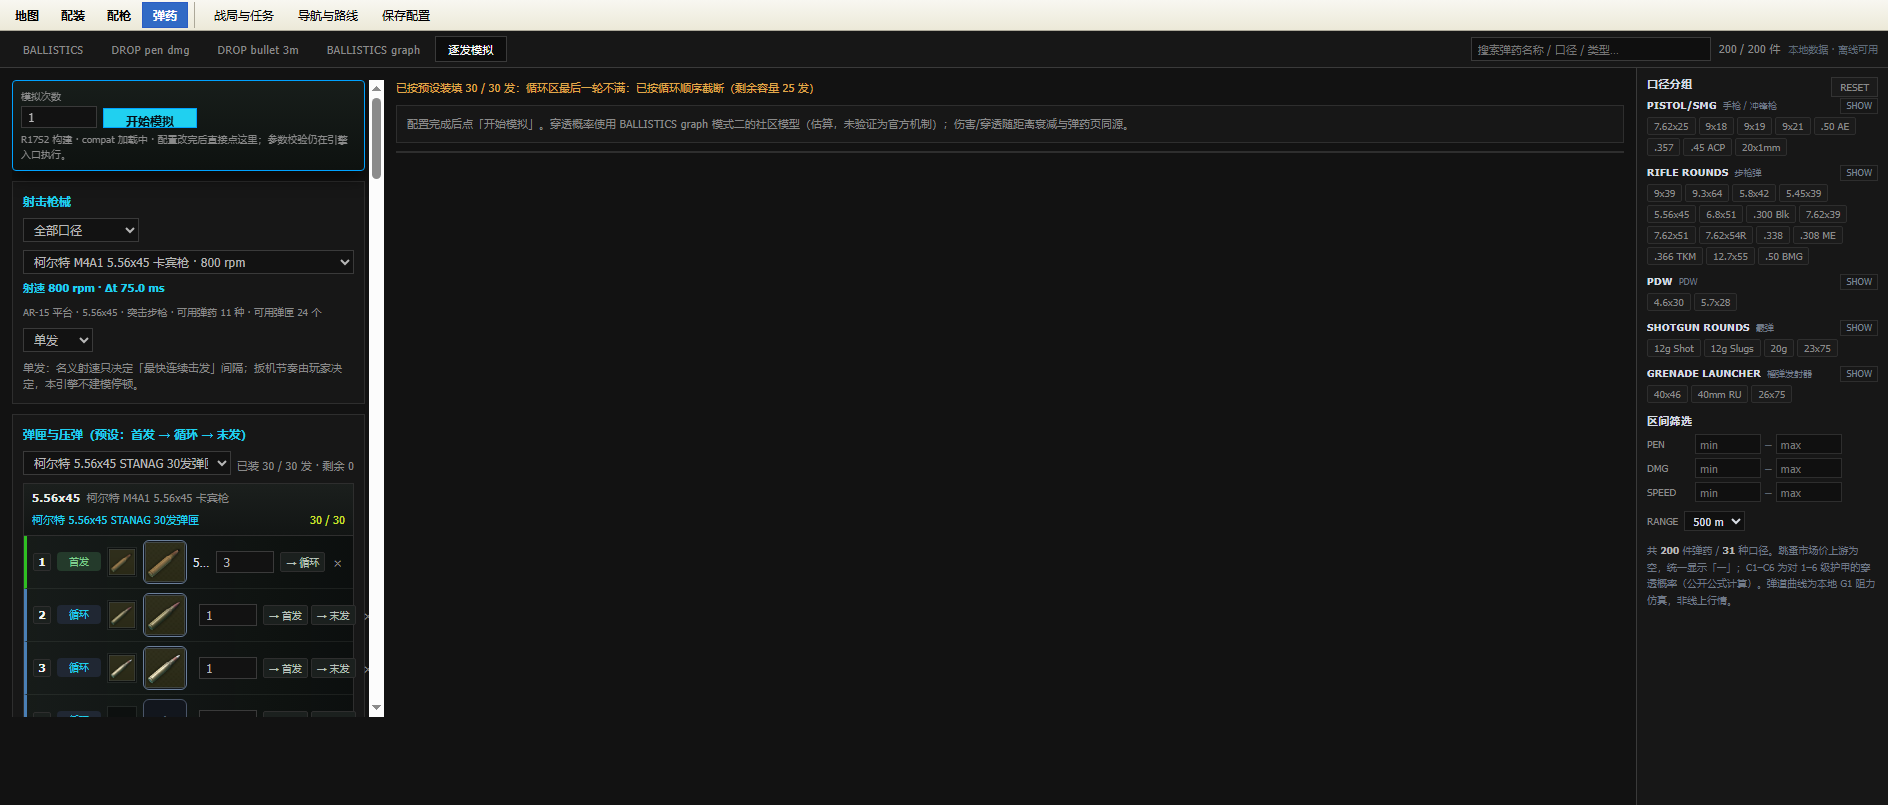 地图 配装 配枪 弹药 战局与任务 导航与路线 保存配置
BALLISTICS DROP pen dmg DROP bullet 3m BALLISTICS graph 逐发模拟 搜索弹药名称 / 口径 / 类型... 200 / 200 件 本地数据 · 离线可用
模拟次数
1 开始模拟
R1752 构建 · compat 加载中 · 配置改完后直接点这里；参数校验仍在引擎
入口执行。
射击枪械
全部口径
柯尔特 M4A1 5.56x45 卡宾枪 · 800 rpm
射速 800 rpm · Δt 75.0 ms
AR-15 平台 · 5.56x45 · 突击步枪 · 可用弹药 11 种 · 可用弹匣 24 个
单发
单发：名义射速只决定「最快连续击发」间隔；扳机节奏由玩家决
定，本引擎不建模停顿。
弹匣与压弹（预设：首发 → 循环 → 末发）
柯尔特 5.56x45 STANAG 30发弹匣 已装 30 / 30 发 · 剩余 0
5.56x45 柯尔特 M4A1 5.56x45 卡宾枪
柯尔特 5.56x45 STANAG 30发弹匣 30 / 30
1 首发 5... 3 → 循环 ×
2 循环 1 → 首发 → 末发 ×
3 循环 1 → 首发 → 末发 ×
已按预设装填 30 / 30 发：循环区最后一轮不满：已按循环顺序截断（剩余容量 25 发）
配置完成后点「开始模拟」。穿透概率使用 BALLISTICS graph 模式二的社区模型（估算，未验证为官方机制）；伤害/穿透随距离衰减与弹药页同源。
口径分组 RESET
PISTOL/SMG 手枪 / 冲锋枪 SHOW
7.62x25 9x18 9x19 9x21 .50 AE
.357 .45 ACP 20x1mm
RIFLE ROUNDS 步枪弹 SHOW
9x39 9.3x64 5.8x42 5.45x39
5.56x45 6.8x51 .300 Blk 7.62x39
7.62x51 7.62x54R .338 .308 ME
.366 TKM 12.7x55 .50 BMG
PDW PDW SHOW
4.6x30 5.7x28
SHOTGUN ROUNDS 霰弹 SHOW
12g Shot 12g Slugs 20g 23x75
GRENADE LAUNCHER 榴弹发射器 SHOW
40x46 40mm RU 26x75
区间筛选
PEN min — max
DMG min — max
SPEED min — max
RANGE 500 m
共 200 件弹药 / 31 种口径。跳蚤市场价上游为
空，统一显示「—」；C1–C6 为对 1–6 级护甲的穿
透概率（公开公式计算）。弹道曲线为本地 G1 阻力
仿真，非线上行情。